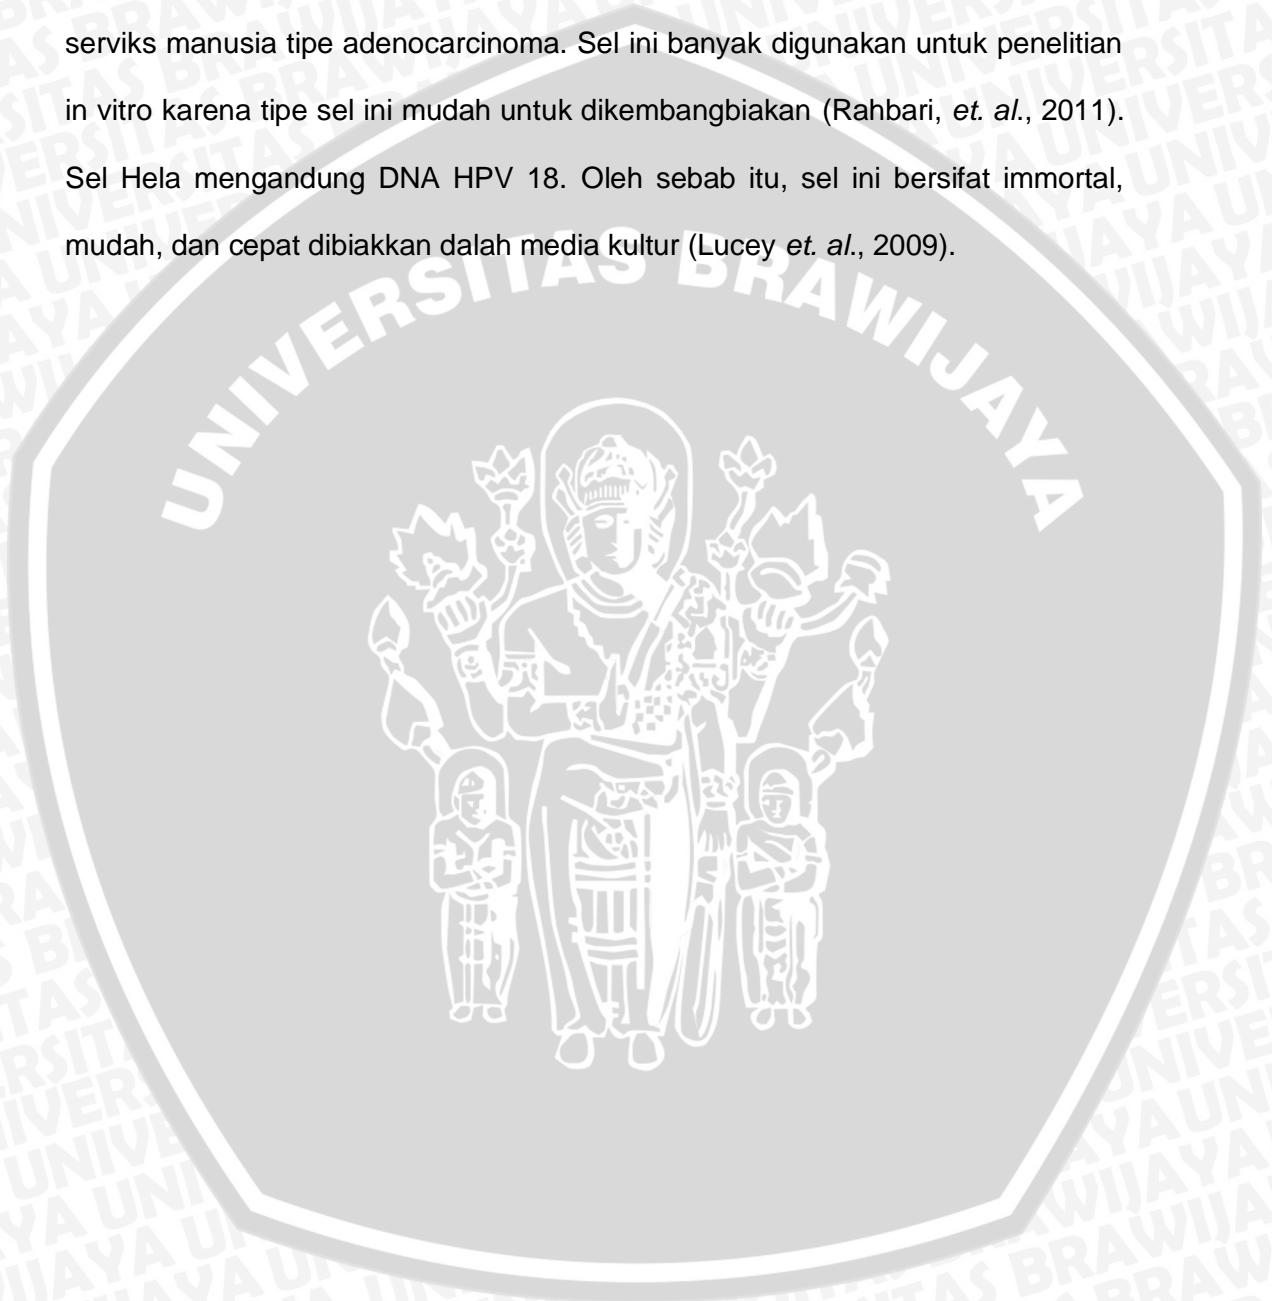 serviks manusia tipe adenocarcinoma. Sel ini banyak digunakan untuk penelitian
in vitro karena tipe sel ini mudah untuk dikembangbiakan (Rahbari, et. al., 2011).
Sel Hela mengandung DNA HPV 18. Oleh sebab itu, sel ini bersifat immortal,
mudah, dan cepat dibiakkan dalah media kultur (Lucey et. al., 2009).
UNIVERSITAS BRAWIJAYA